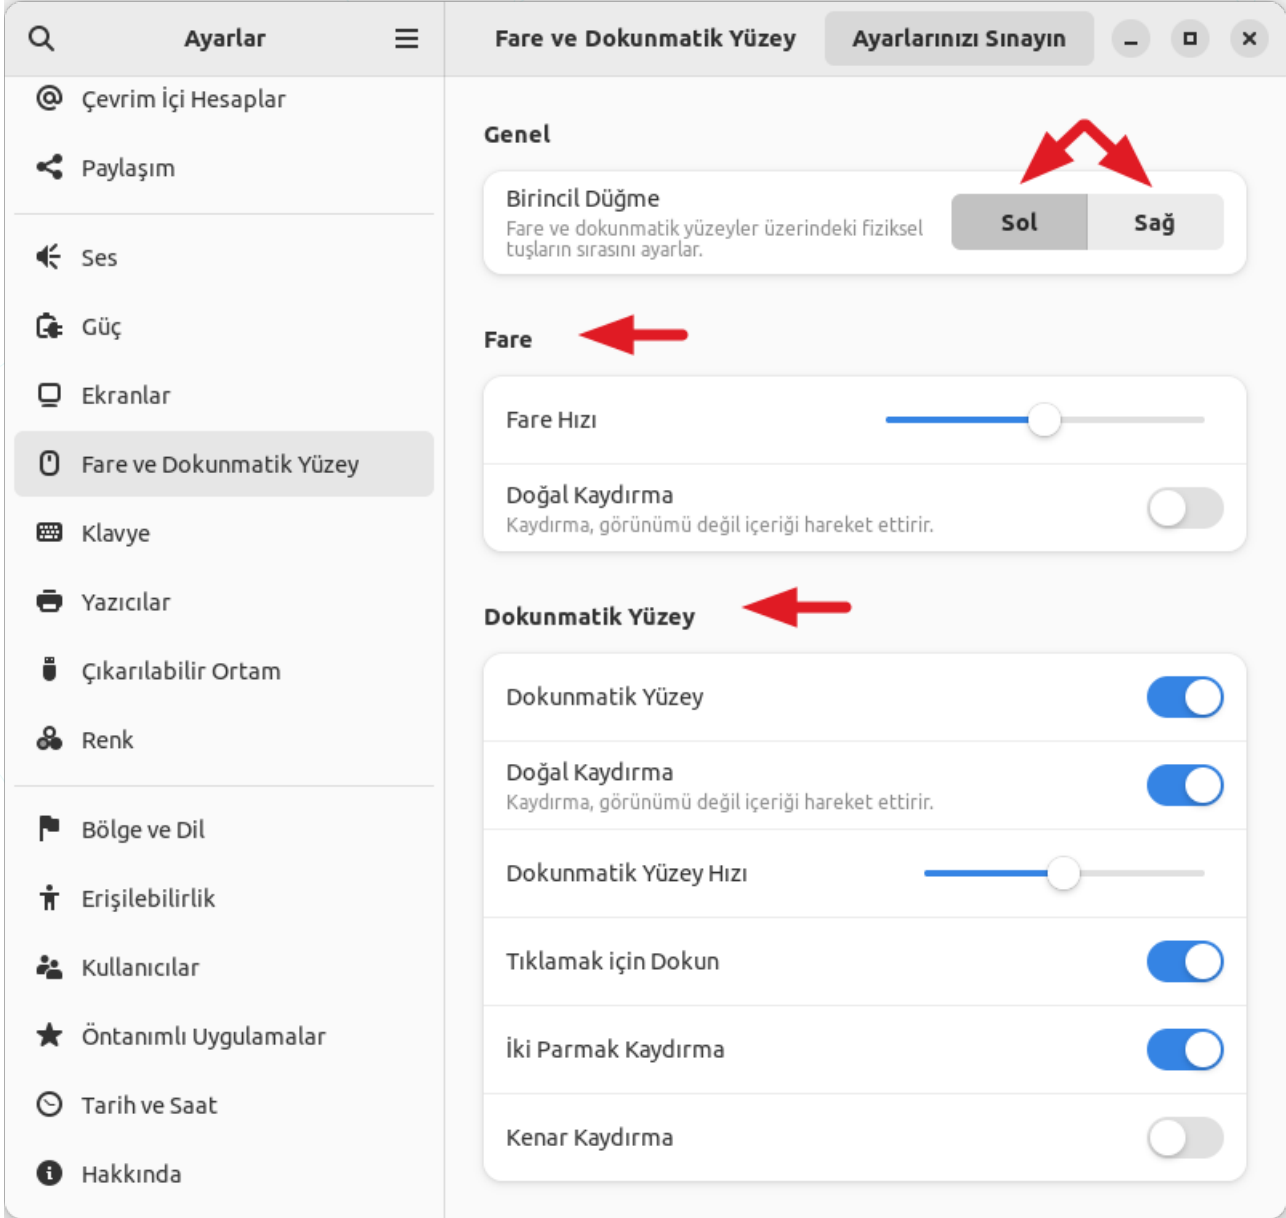 Ayarlar
Fare ve Dokunmatik Yüzey
Ayarlarınızı Sınayın
Çevrim İçi Hesaplar
Paylaşım
Ses
Güç
Ekranlar
Fare ve Dokunmatik Yüzey
Klavye
Yazıcılar
Çıkarılabilir Ortam
Renk
Bölge ve Dil
Erişilebilirlik
Kullanıcılar
Öntanımlı Uygulamalar
Tarih ve Saat
Hakkında
Genel
Birincil Düğme
Fare ve dokunmatik yüzeyler üzerindeki fiziksel
tuşların sırasını ayarlar.
Sol
Sağ
Fare
Fare Hızı
Doğal Kaydırma
Kaydırma, görünümü değil içeriği hareket ettirir.
Dokunmatik Yüzey
Dokunmatik Yüzey
Doğal Kaydırma
Kaydırma, görünümü değil içeriği hareket ettirir.
Dokunmatik Yüzey Hızı
Tıklamak için Dokun
İki Parmak Kaydırma
Kenar Kaydırma